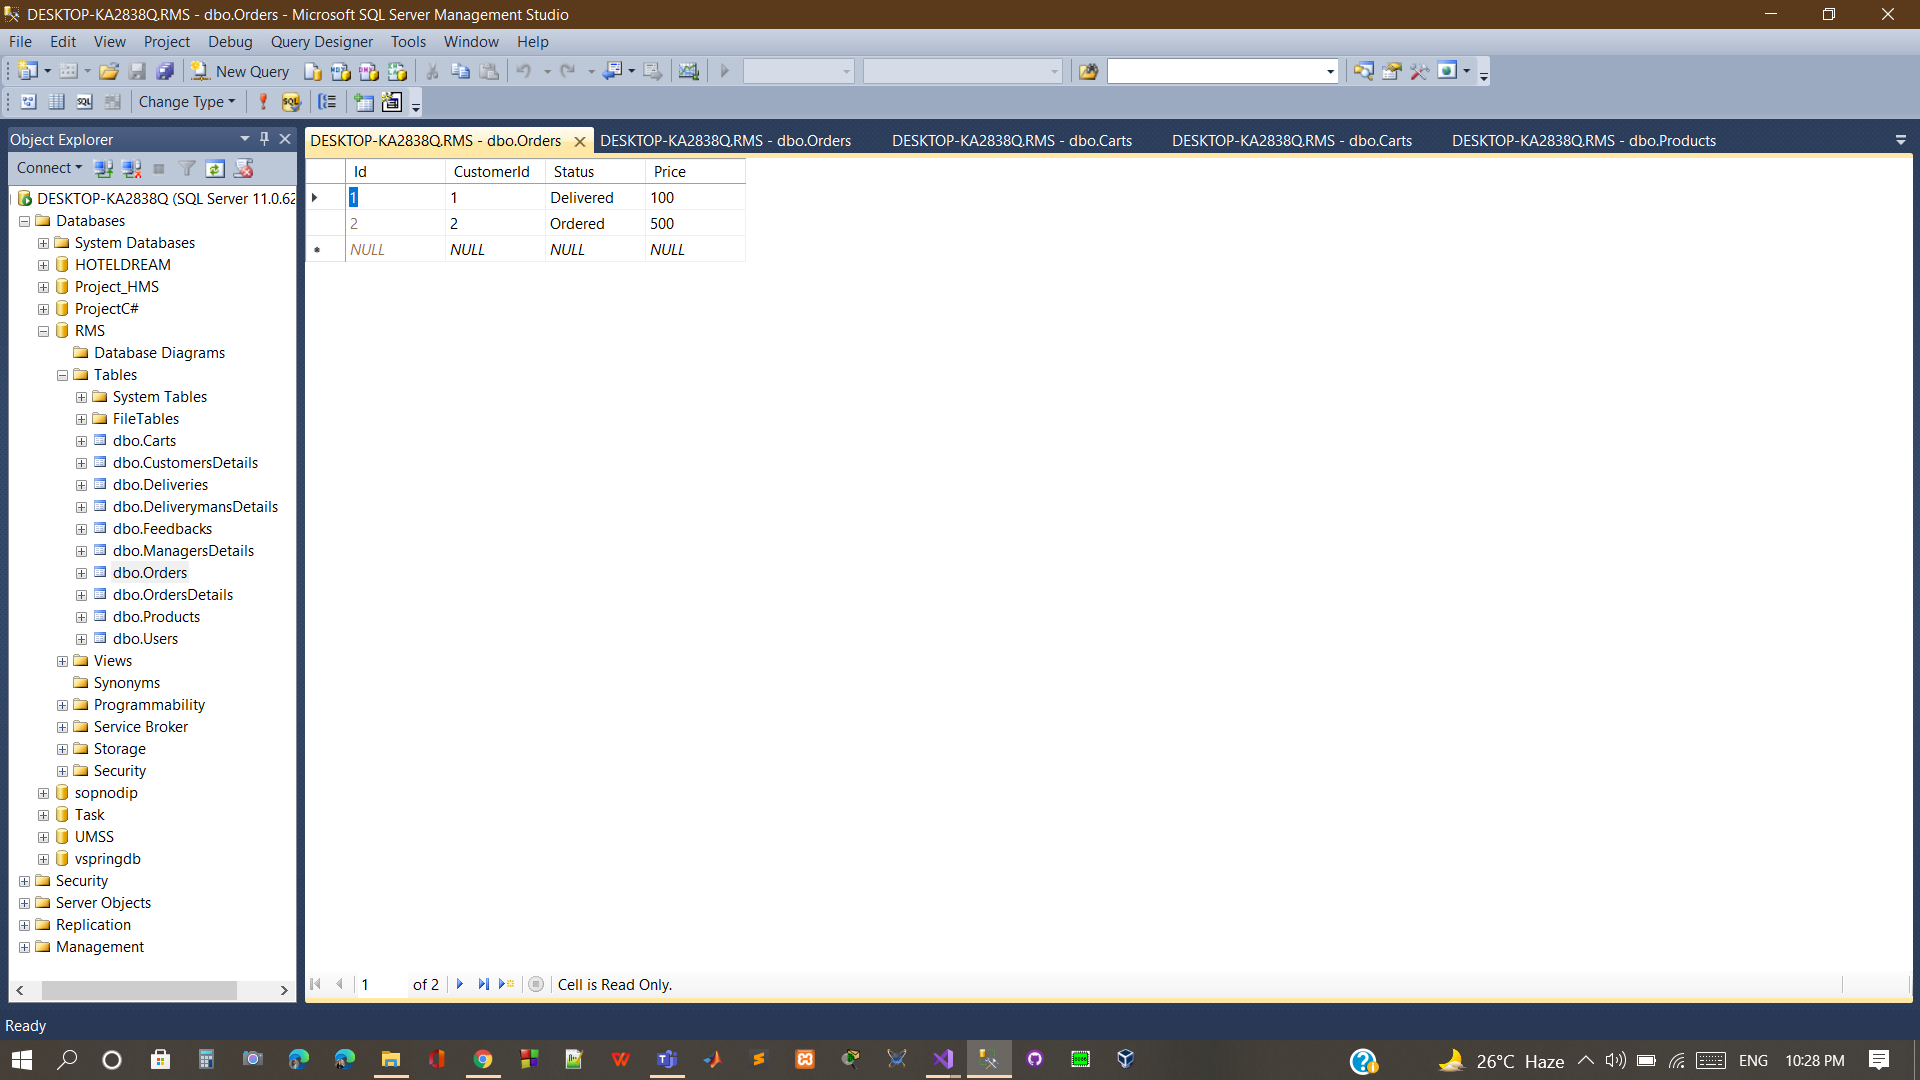 DESKTOP-KA2838Q.RMS - dbo.Orders - Microsoft SQL Server Management Studio
File Edit View Project Debug Query Designer Tools Window Help
New Query
Change Type
Object Explorer
Connect
DESKTOP-KA2838Q (SQL Server 11.0.62
Databases
System Databases
HOTELDREAM
Project_HMS
ProjectC#
RMS
Database Diagrams
Tables
System Tables
FileTables
dbo.Carts
dbo.CustomersDetails
dbo.Deliveries
dbo.DeliverymansDetails
dbo.Feedbacks
dbo.ManagersDetails
dbo.Orders
dbo.OrdersDetails
dbo.Products
dbo.Users
Views
Synonyms
Programmability
Service Broker
Storage
Security
sopnodip
Task
UMSS
vspringdb
Security
Server Objects
Replication
Management
DESKTOP-KA2838Q.RMS - dbo.Orders DESKTOP-KA2838Q.RMS - dbo.Orders DESKTOP-KA2838Q.RMS - dbo.Carts DESKTOP-KA2838Q.RMS - dbo.Carts DESKTOP-KA2838Q.RMS - dbo.Products
Id CustomerId Status Price
1 1 Delivered 100
2 2 Ordered 500
NULL NULL NULL NULL
1 of 2 Cell is Read Only.
Ready
26°C Haze ENG 10:28 PM